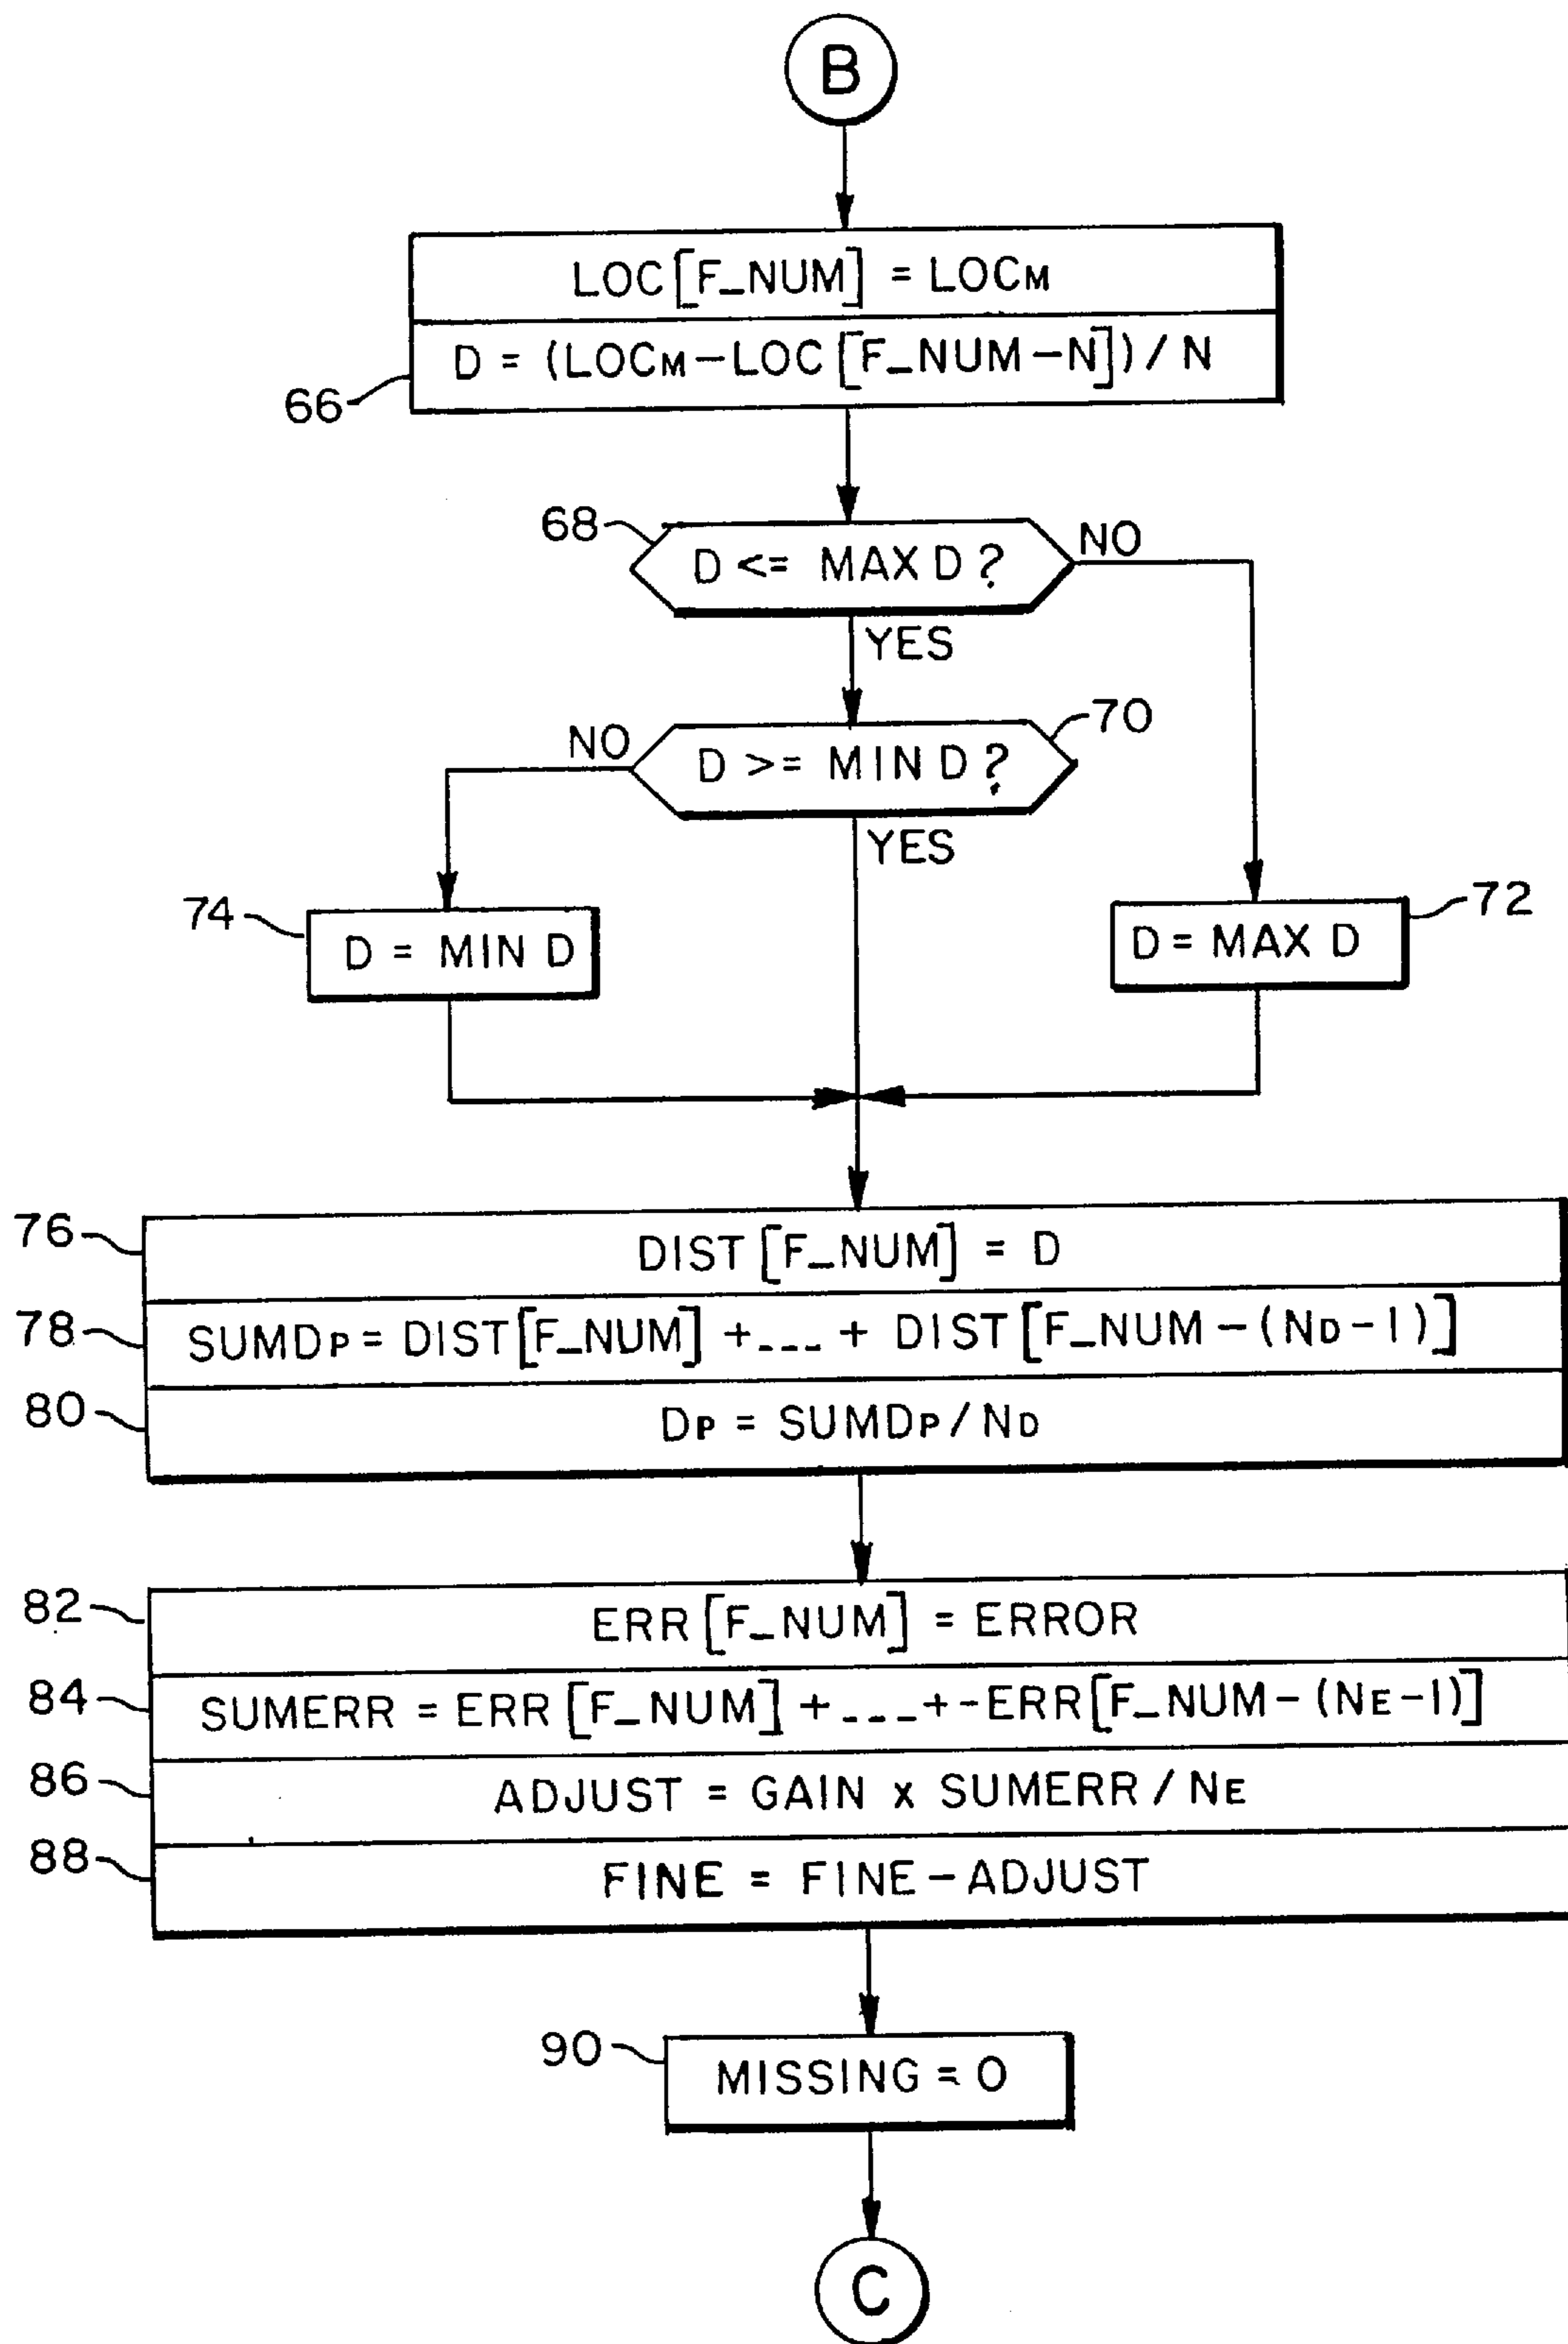 B
LOC[F_NUM] = LOCM
D = (LOCM-LOC[F_NUM-N])/N
66
68
D <= MAX D?
NO
YES
70
NO
D >= MIN D?
YES
74
D = MIN D
72
D = MAX D
76
DIST[F_NUM] = D
78
SUMDP = DIST[F_NUM] +---+ DIST[F_NUM-(ND-1)]
80
DP = SUMDP/ND
82
ERR[F_NUM] = ERROR
84
SUMERR = ERR[F_NUM] +---+-ERR[F_NUM-(NE-1)]
86
ADJUST = GAIN x SUMERR/NE
88
FINE = FINE-ADJUST
90
MISSING = 0
C